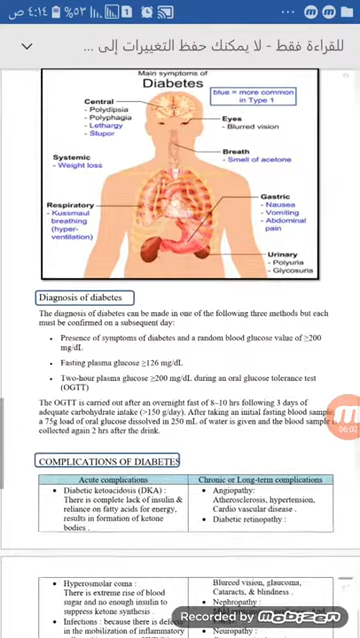 ٤:١٤ ص
٥٣%
للقراءة فقط - لا يمكنك حفظ التغييرات إلى ...
Main symptoms of
Diabetes
blue = more common
in Type 1
Central
- Polydipsia
- Polyphagia
- Lethargy
- Stupor
Eyes
- Blurred vision
Breath
- Smell of acetone
Systemic
- Weight loss
Respiratory
- Kussmaul
breathing
(hyper-
ventilation)
Gastric
- Nausea
- Vomiting
- Abdominal
pain
Urinary
- Polyuria
- Glycosuria
Diagnosis of diabetes
The diagnosis of diabetes can be made in one of the following three methods but each
must be confirmed on a subsequent day:
• Presence of symptoms of diabetes and a random blood glucose value of ≥200
mg/dL
• Fasting plasma glucose ≥126 mg/dL
• Two-hour plasma glucose ≥200 mg/dL during an oral glucose tolerance test
(OGTT)
The OGTT is carried out after an overnight fast of 8–10 hrs following 3 days of
adequate carbohydrate intake (>150 g/day). After taking an initial fasting blood sample,
a 75g load of oral glucose dissolved in 250 mL of water is given and the blood sample
collected again 2 hrs after the drink.
06:02
COMPLICATIONS OF DIABETES
Acute complications
Chronic or Long-term complications
• Diabetic ketoacidosis (DKA) :
There is complete lack of insulin &
reliance on fatty acids for energy,
results in formation of ketone
bodies .
• Angiopathy:
Atherosclerosis, hypertension,
Cardio vascular disease .
• Diabetic retinopathy :
• Hyperosmolar coma :
There is extreme rise of blood
sugar and no enough insulin to
suppress ketone synthesis .
• Infections : because there is defect
in the mobilization of inflammatory
Blureed vision, glaucoma,
Cataracts, & blindness.
• Nephropathy :
• Neuropathy :
Recorded by MOBIZEN